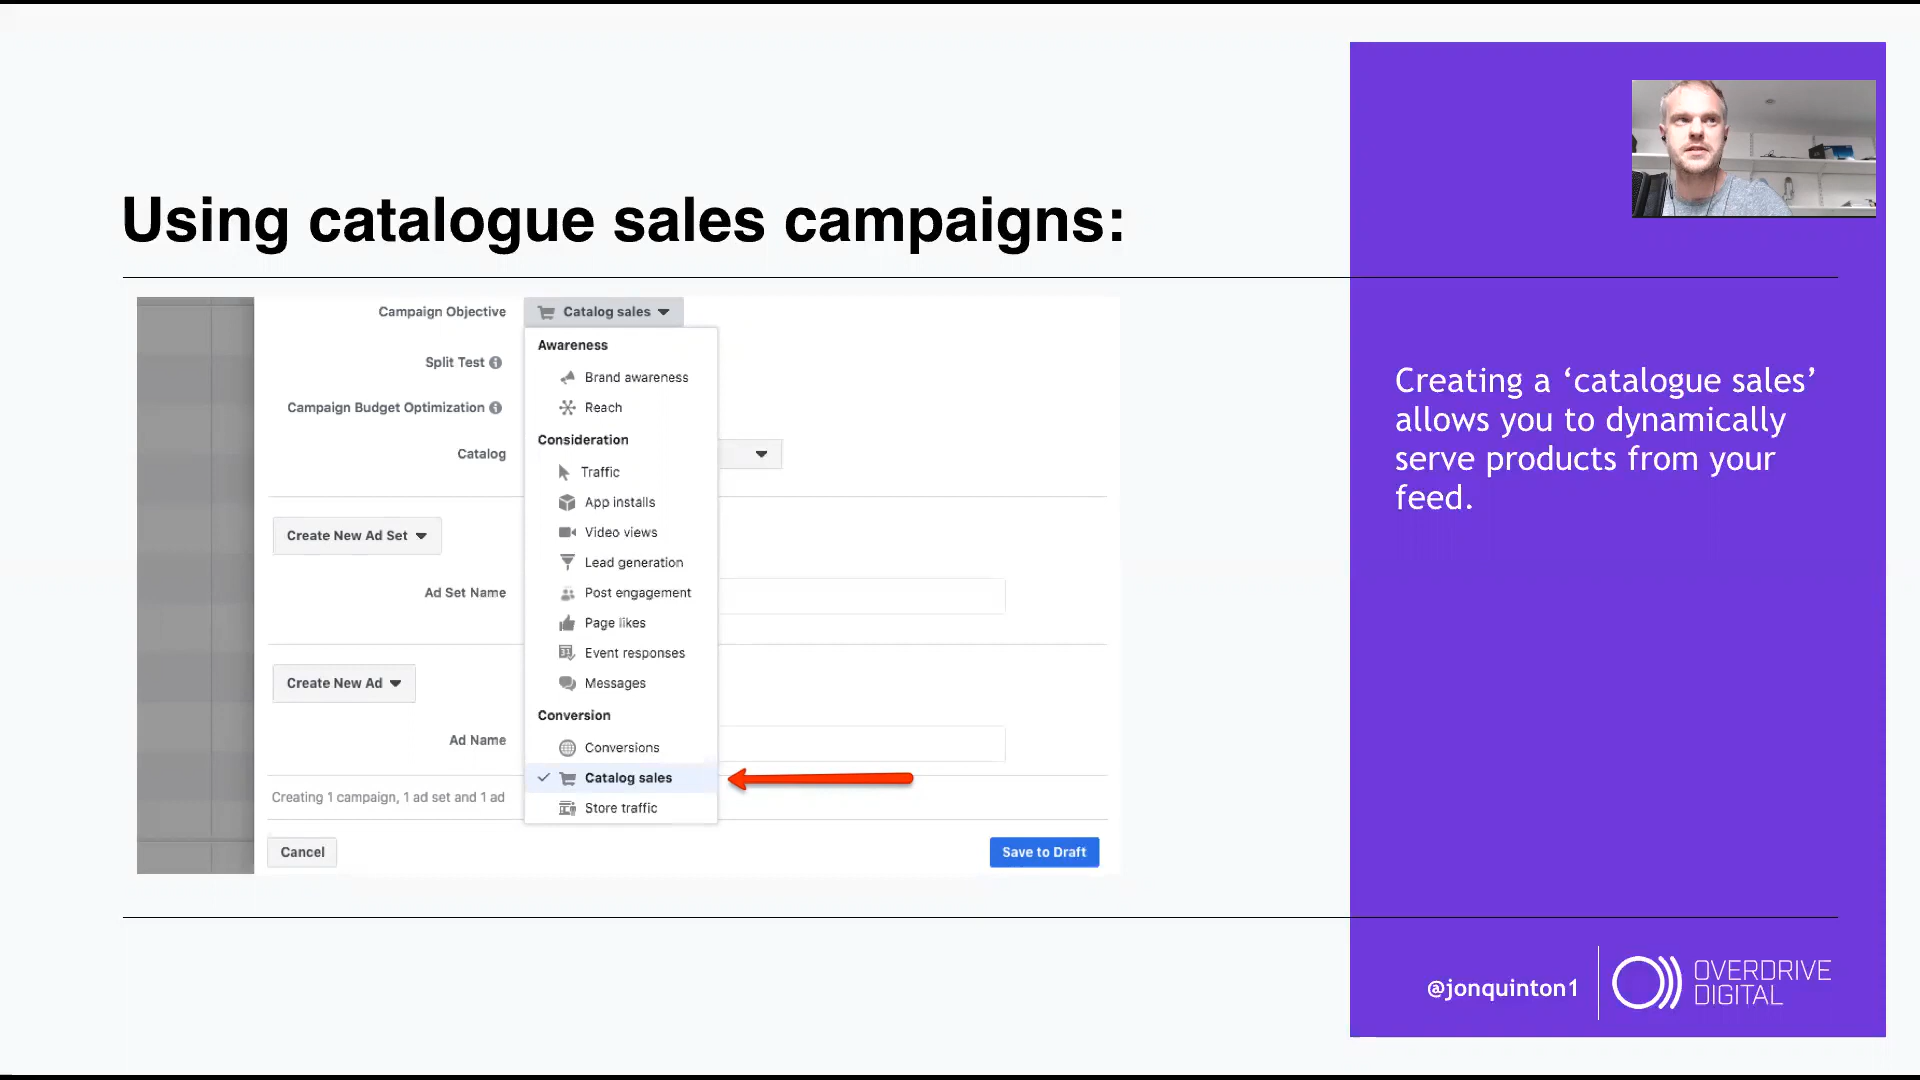 Using catalogue sales campaigns:
Campaign Objective
Catalog sales
Split Test
Campaign Budget Optimization
Catalog
Awareness
Brand awareness
Reach
Consideration
Traffic
App installs
Video views
Lead generation
Post engagement
Page likes
Event responses
Messages
Conversion
Conversions
Catalog sales
Store traffic
Create New Ad Set
Ad Set Name
Create New Ad
Ad Name
Creating 1 campaign, 1 ad set and 1 ad
Cancel
Save to Draft
Creating a ‘catalogue sales’
allows you to dynamically
serve products from your
feed.
@jonquinton1
OVERDRIVE
DIGITAL